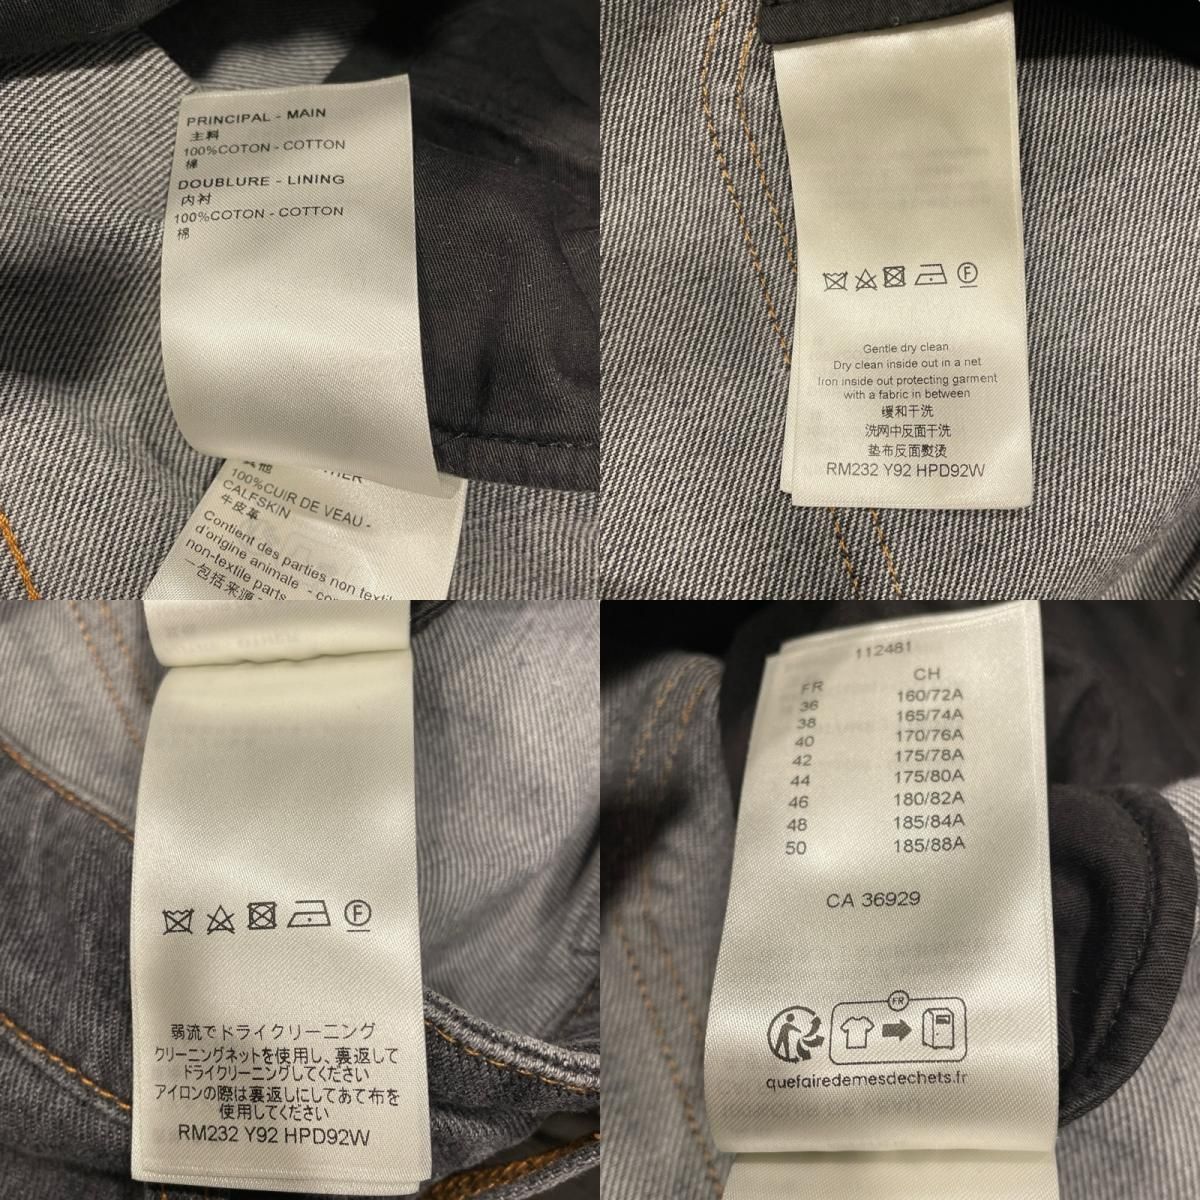 PRINCIPAL - MAIN
主料
100%COTON - COTTON
棉
DOUBLURE - LINING
内衬
100%COTON - COTTON
棉
其他
100%CUIR DE VEAU -
CALFSKIN
牛皮革
Contient des parties non textil
d'origine animale - co
non-textile parts
一包括来源
F
Gentle dry clean
Dry clean inside out in a net
Iron inside out protecting garment
with a fabric in between
缓和干洗
洗网中反面干洗
垫布反面熨烫
RM232 Y92 HPD92W
F
弱流でドライクリーニング
クリーニングネットを使用し、裏返して
ドライクリーニングしてください
アイロンの際は裏返しにしてあて布を
使用してください
RM232 Y92 HPD92W
112481
FR CH
36 160/72A
38 165/74A
40 170/76A
42 175/78A
44 175/80A
46 180/82A
48 185/84A
50 185/88A
CA 36929
FR
quefairedemesdechets.fr